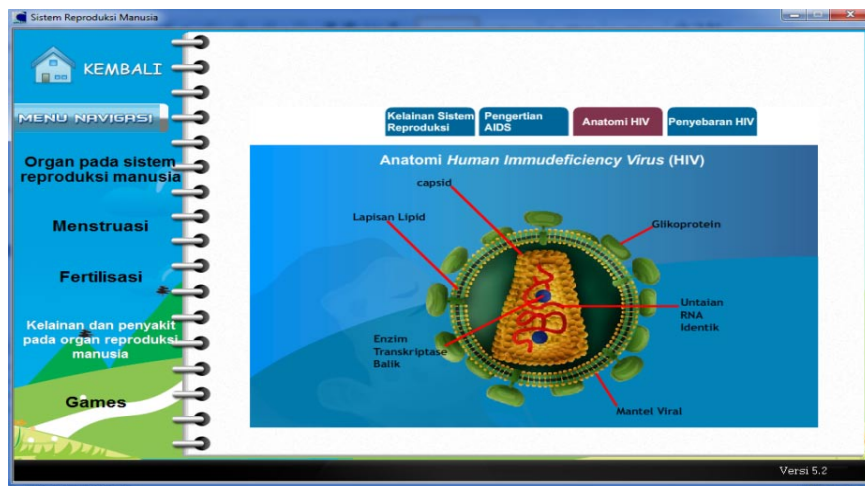 Sistem Reproduksi Manusia
KEMBALI
MENU NAVIGASI
Organ pada sistem
reproduksi manusia
Menstruasi
Fertilisasi
Kelainan dan penyakit
pada organ reproduksi
manusia
Games
Kelainan Sistem
Reproduksi
Pengertian
AIDS
Anatomi HIV
Penyebaran HIV
Anatomi Human Immudeficiency Virus (HIV)
capsid
Lapisan Lipid
Glikoprotein
Untaian
RNA
Identik
Enzim
Transkriptase
Balik
Mantel Viral
Versi 5.2